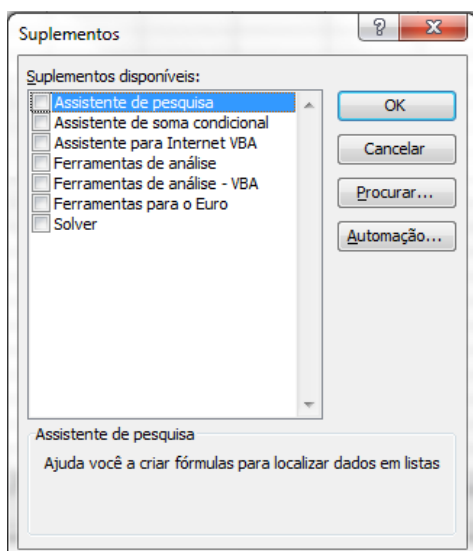 Suplementos
Suplementos disponíveis:
Assistente de pesquisa
Assistente de soma condicional
Assistente para Internet VBA
Ferramentas de análise
Ferramentas de análise - VBA
Ferramentas para o Euro
Solver
OK
Cancelar
Procurar...
Automação...
Assistente de pesquisa
Ajuda você a criar fórmulas para localizar dados em listas